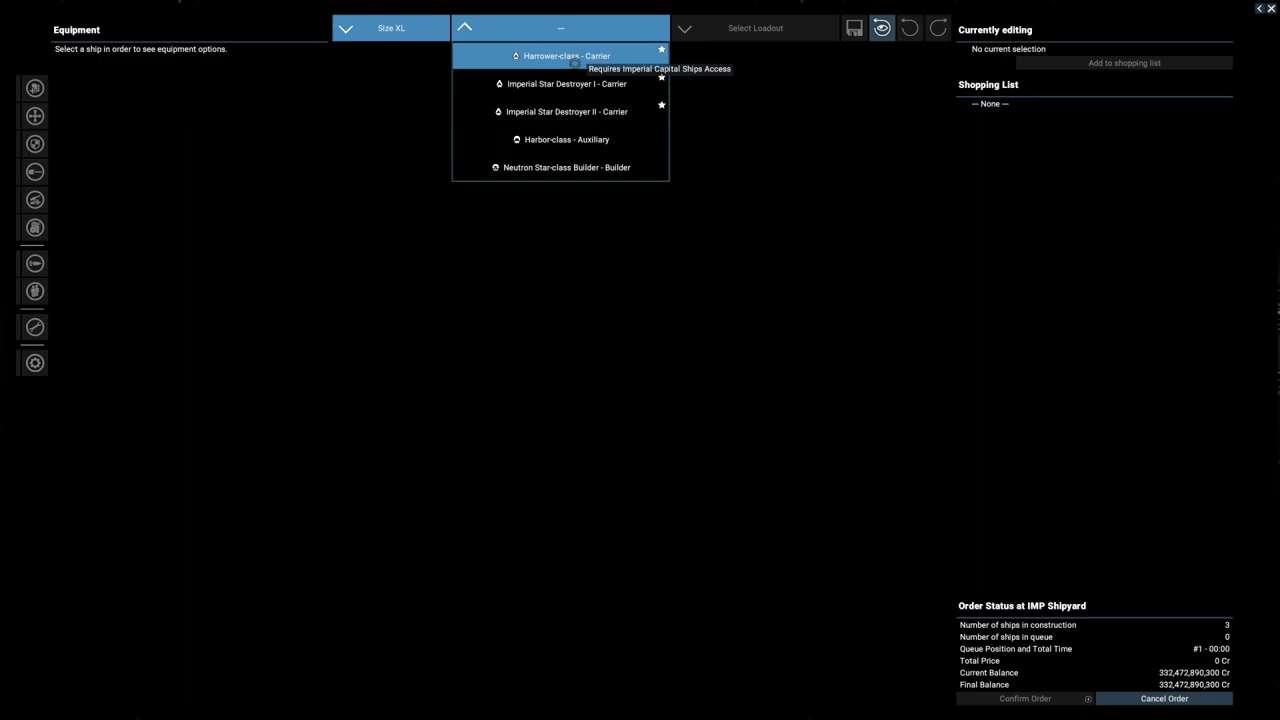 Equipment
Select a ship in order to see equipment options.
Size XL
—
Select Loadout
Harrower-class - Carrier
Requires Imperial Capital Ships Access
Imperial Star Destroyer I - Carrier
Imperial Star Destroyer II - Carrier
Harbor-class - Auxiliary
Neutron Star-class Builder - Builder
Currently editing
No current selection
Add to shopping list
Shopping List
— None —
Order Status at IMP Shipyard
Number of ships in construction 3
Number of ships in queue 0
Queue Position and Total Time #1 - 00:00
Total Price 0 Cr
Current Balance 332,472,890,300 Cr
Final Balance 332,472,890,300 Cr
Confirm Order
Cancel Order